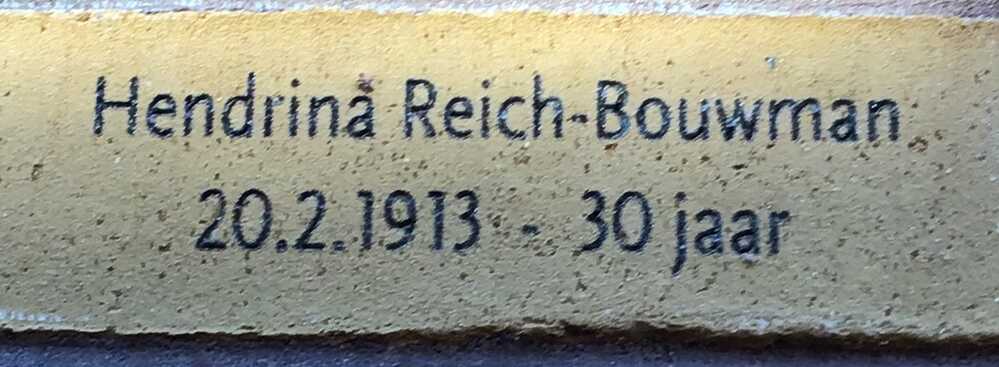 Hendrina Reich-Bouwman
20.2.1913 - 30 jaar